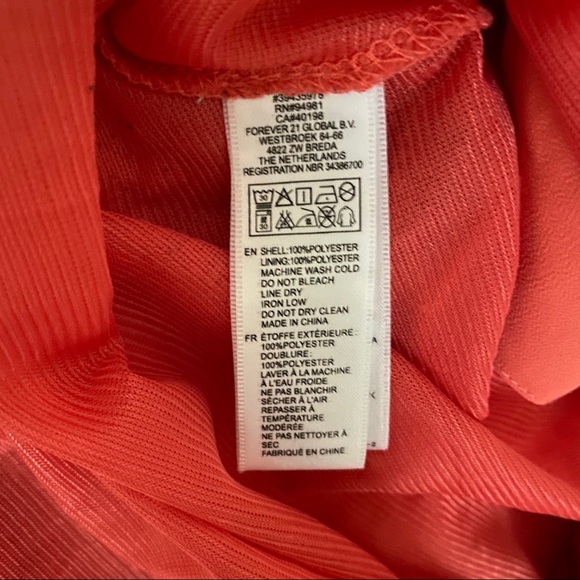 #39435978
RN#94981
CA#40198
FOREVER 21 GLOBAL B.V.
WESTBROEK 64-66
4822 ZW BREDA
THE NETHERLANDS
REGISTRATION NBR 34386700
30
30
EN SHELL:100%POLYESTER
LINING:100%POLYESTER
MACHINE WASH COLD
DO NOT BLEACH
LINE DRY
IRON LOW
DO NOT DRY CLEAN
MADE IN CHINA
FR ÉTOFFE EXTÉRIEURE :
100%POLYESTER
DOUBLURE:
100%POLYESTER
LAVER À LA MACHINE
À L'EAU FROIDE
NE PAS BLANCHIR
SÉCHER À L'AIR
REPASSER À
TEMPÉRATURE
MODÉRÉE
NE PAS NETTOYER À
SEC
FABRIQUÉ EN CHINE